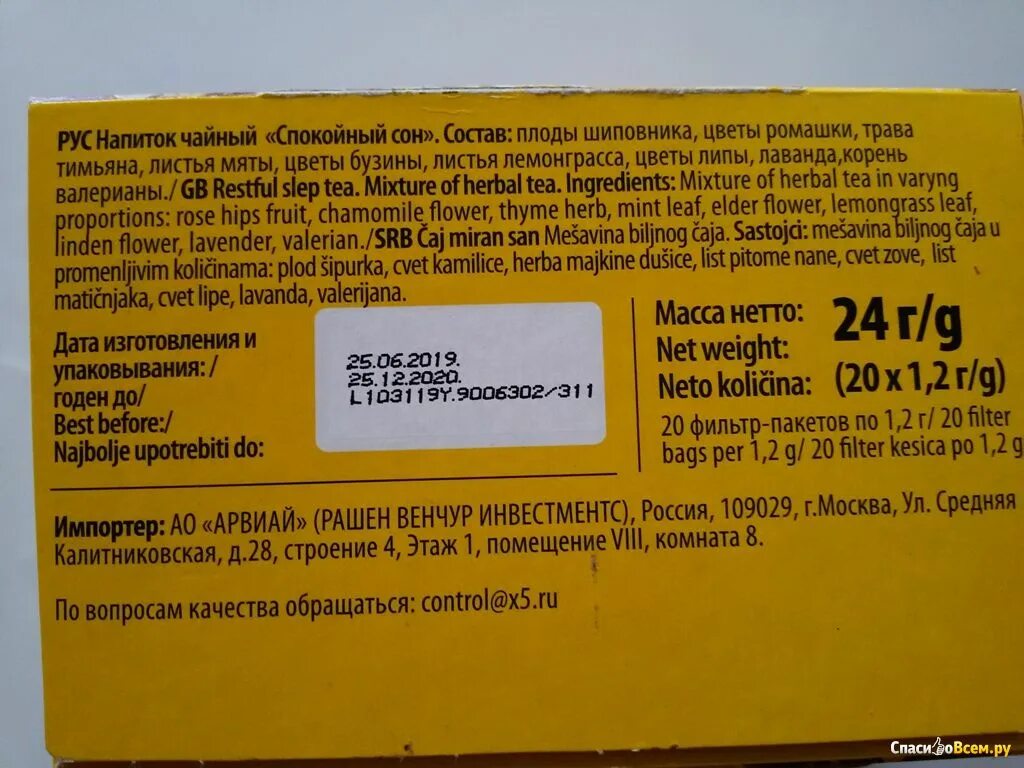 РУС Напиток чайный «Спокойный сон». Состав: плоды шиповника, цветы ромашки, трава
тимьяна, листья мяты, цветы бузины, листья лемонграсса, цветы липы, лаванда,корень
валерианы./ GB Restful slep tea. Mixture of herbal tea. Ingredients: Mixture of herbal tea in varyng
proportions: rose hips fruit, chamomile flower, thyme herb, mint leaf, elder flower, lemongrass leaf,
linden flower, lavender, valerian./SRB Čaj miran san Mešavina biljnog čaja. Sastojci: mešavina biljnog čaja u
promenljivim količinama: plod šipurka, cvet kamilice, herba majkine dušice, list pitome nane, cvet zove, list
matičnjaka, cvet lipe, lavanda, valerijana.
Дата изготовления и
упаковывания: /
годен до/
Best before:/
Najbolje upotrebiti do:
25.06.2019.
25.12.2020.
L103119Y.9006302/311
Масса нетто:
Net weight:
Neto količina:
24 г/g
(20 x 1,2 г/g)
20 фильтр-пакетов по 1,2 г/ 20 filter
bags per 1,2 g/ 20 filter kesica po 1,2 g
Импортер: АО «АРВИАЙ» (РАШЕН ВЕНЧУР ИНВЕСТМЕНТС), Россия, 109029, г.Москва, Ул. Средняя
Калитниковская, д.28, строение 4, Этаж 1, помещение VIII, комната 8.
По вопросам качества обращаться: control@x5.ru
СпасибоВсем.ру